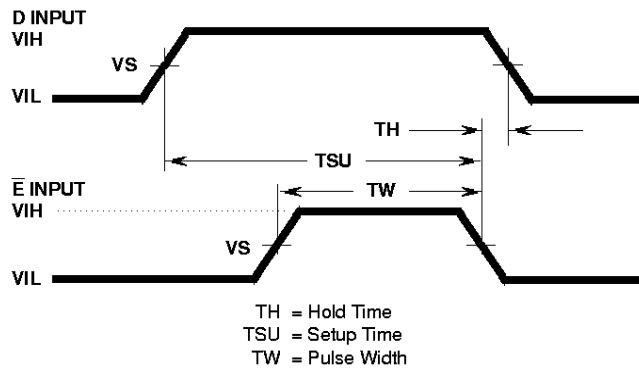 D INPUT
VIH
VS
VIL
TH
TSU
E̅ INPUT
TW
VIH
VS
VIL
TH = Hold Time
TSU = Setup Time
TW = Pulse Width